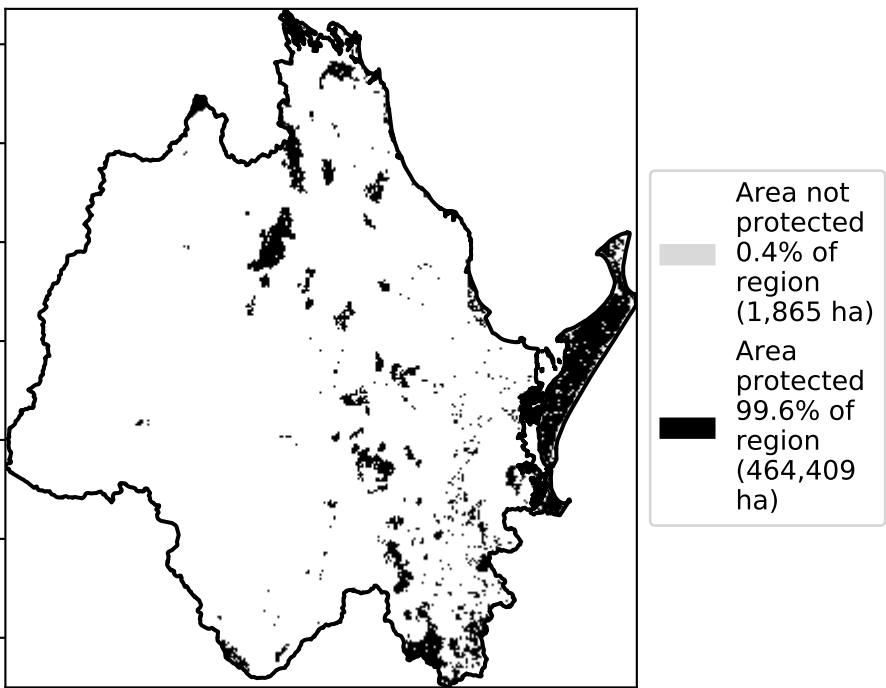 Area not
protected
0.4% of
region
(1,865 ha)
Area
protected
99.6% of
region
(464,409
ha)